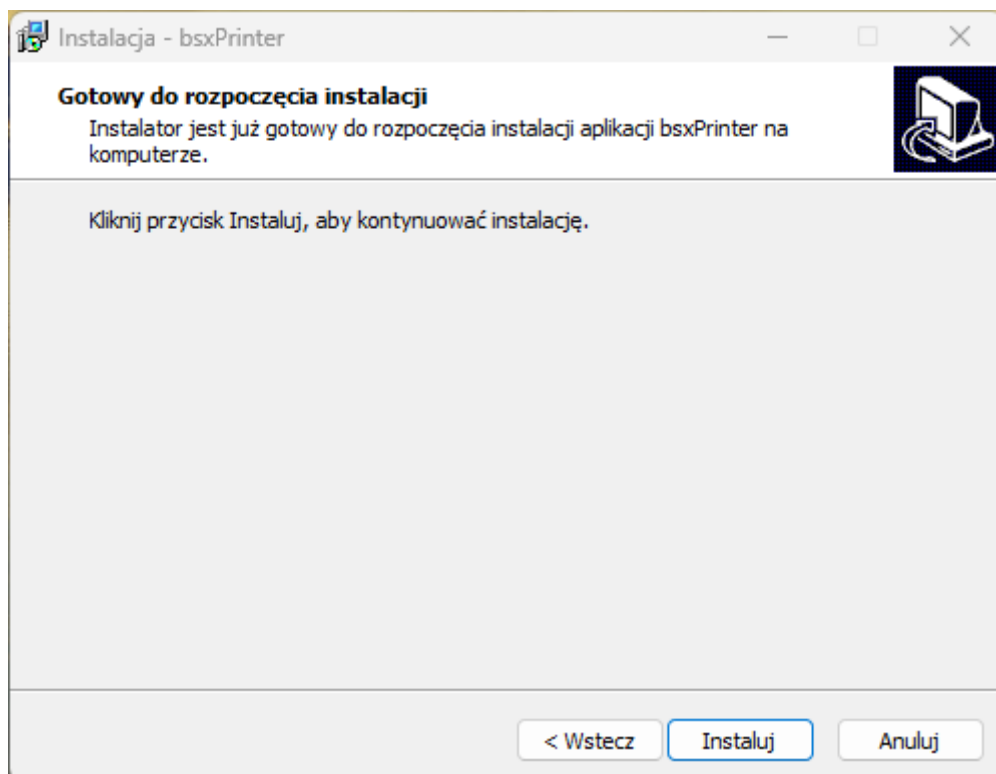 Instalacja - bsxPrinter
Gotowy do rozpoczęcia instalacji
Instalator jest już gotowy do rozpoczęcia instalacji aplikacji bsxPrinter na
komputerze.
Kliknij przycisk Instaluj, aby kontynuować instalację.
< Wstecz
Instaluj
Anuluj